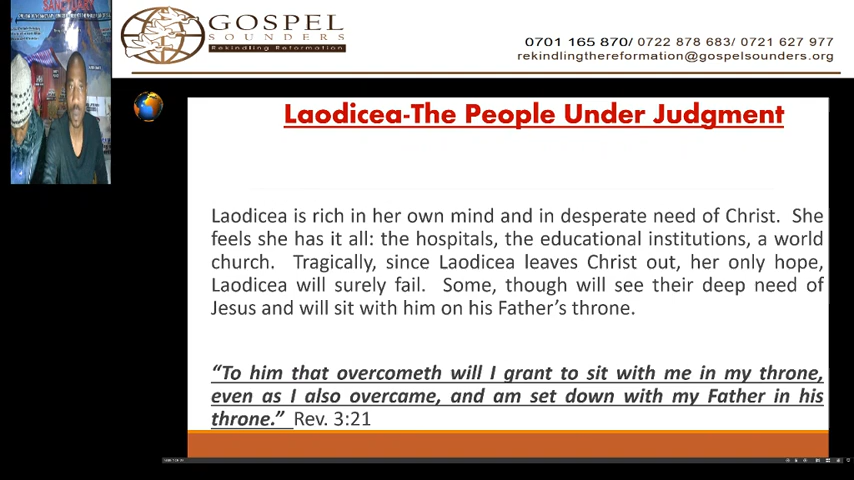 SANCTUARY
GOSPEL
SOUNDERS
Rekindling Reformation
0701 165 870/ 0722 878 683/ 0721 627 977
rekindlingthereformation@gospelsounders.org
Laodicea-The People Under Judgment
Laodicea is rich in her own mind and in desperate need of Christ. She
feels she has it all: the hospitals, the educational institutions, a world
church. Tragically, since Laodicea leaves Christ out, her only hope,
Laodicea will surely fail. Some, though will see their deep need of
Jesus and will sit with him on his Father's throne.
“To him that overcometh will I grant to sit with me in my throne,
even as I also overcame, and am set down with my Father in his
throne.” Rev. 3:21